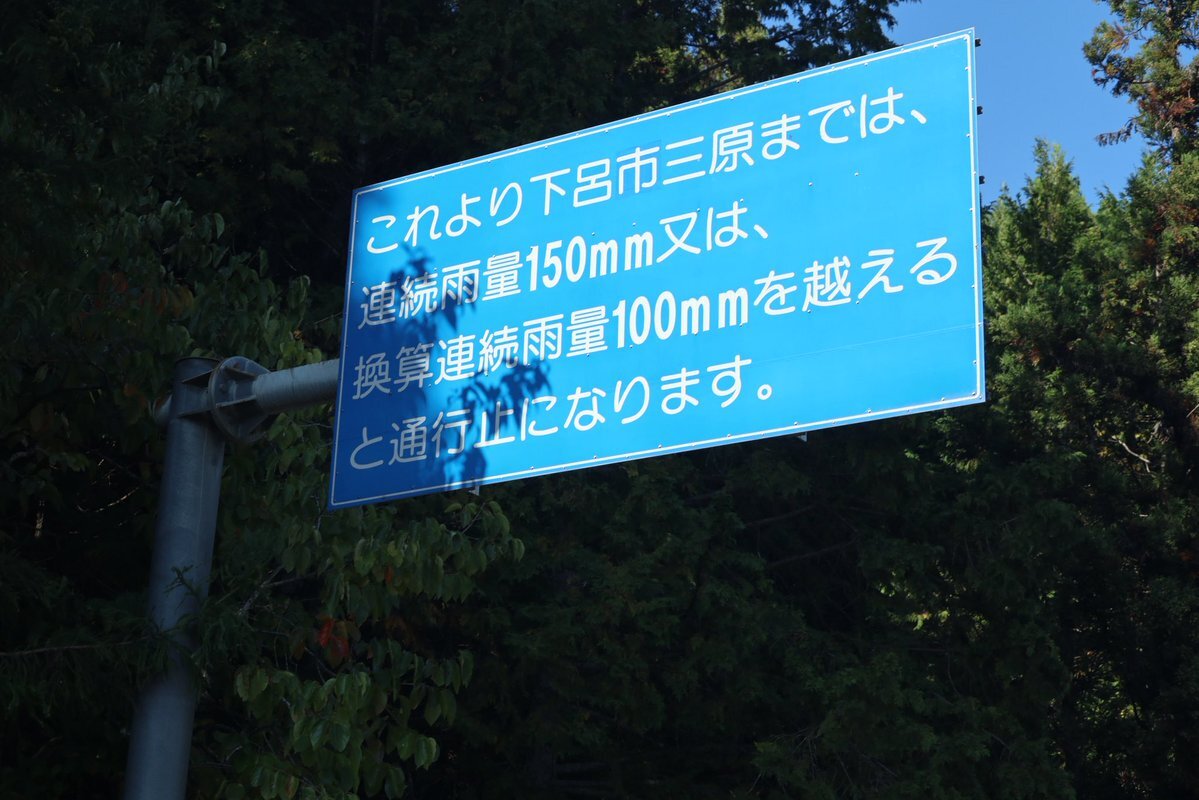 これより下呂市三原までは、
連続雨量150mm又は、
換算連続雨量100mmを越える
と通行止になります。